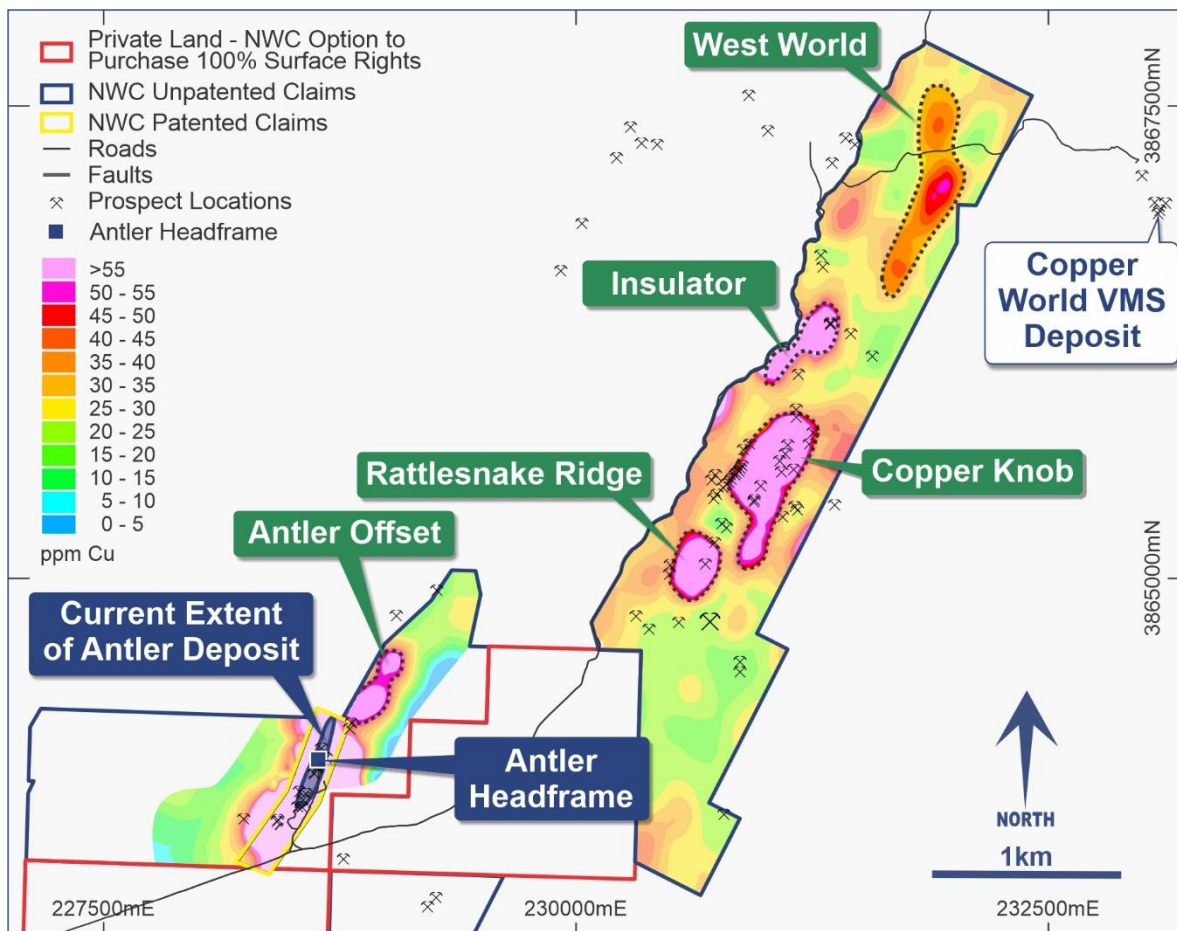 Private Land - NWC Option to
Purchase 100% Surface Rights
NWC Unpatented Claims
NWC Patented Claims
Roads
Faults
Prospect Locations
Antler Headframe
>55
50 - 55
45 - 50
40 - 45
35 - 40
30 - 35
25 - 30
20 - 25
15 - 20
10 - 15
5 - 10
0 - 5
ppm Cu
West World
3867500mN
Copper
World VMS
Deposit
Insulator
Rattlesnake Ridge
Copper Knob
Antler Offset
3865000mN
Current Extent
of Antler Deposit
Antler
Headframe
NORTH
1km
227500mE
230000mE
232500mE